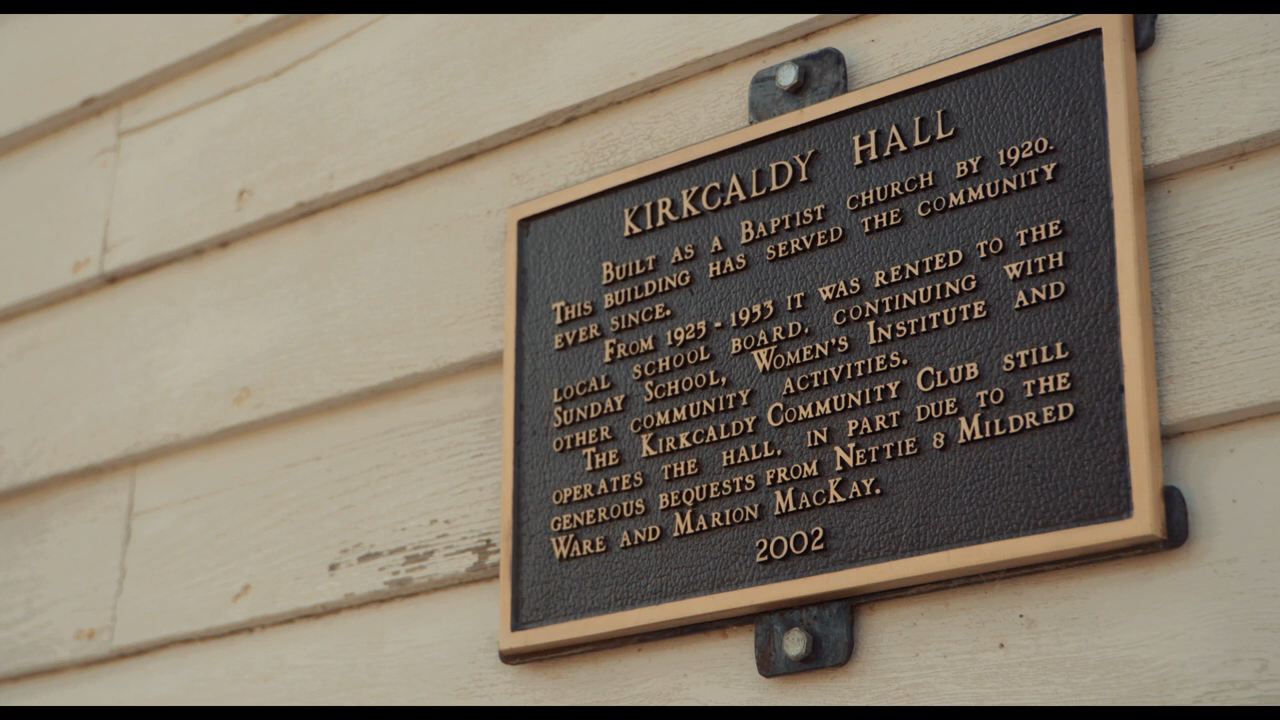 KIRKCALDY HALL
BUILT AS A BAPTIST CHURCH BY 1920.
THIS BUILDING HAS SERVED THE COMMUNITY
EVER SINCE.
FROM 1925 - 1953 IT WAS RENTED TO THE
LOCAL SCHOOL BOARD, CONTINUING WITH
SUNDAY SCHOOL, WOMEN'S INSTITUTE AND
OTHER COMMUNITY ACTIVITIES.
THE KIRKCALDY COMMUNITY CLUB STILL
OPERATES THE HALL, IN PART DUE TO THE
GENEROUS BEQUESTS FROM NETTIE & MILDRED
WARE AND MARION MACKAY.
2002